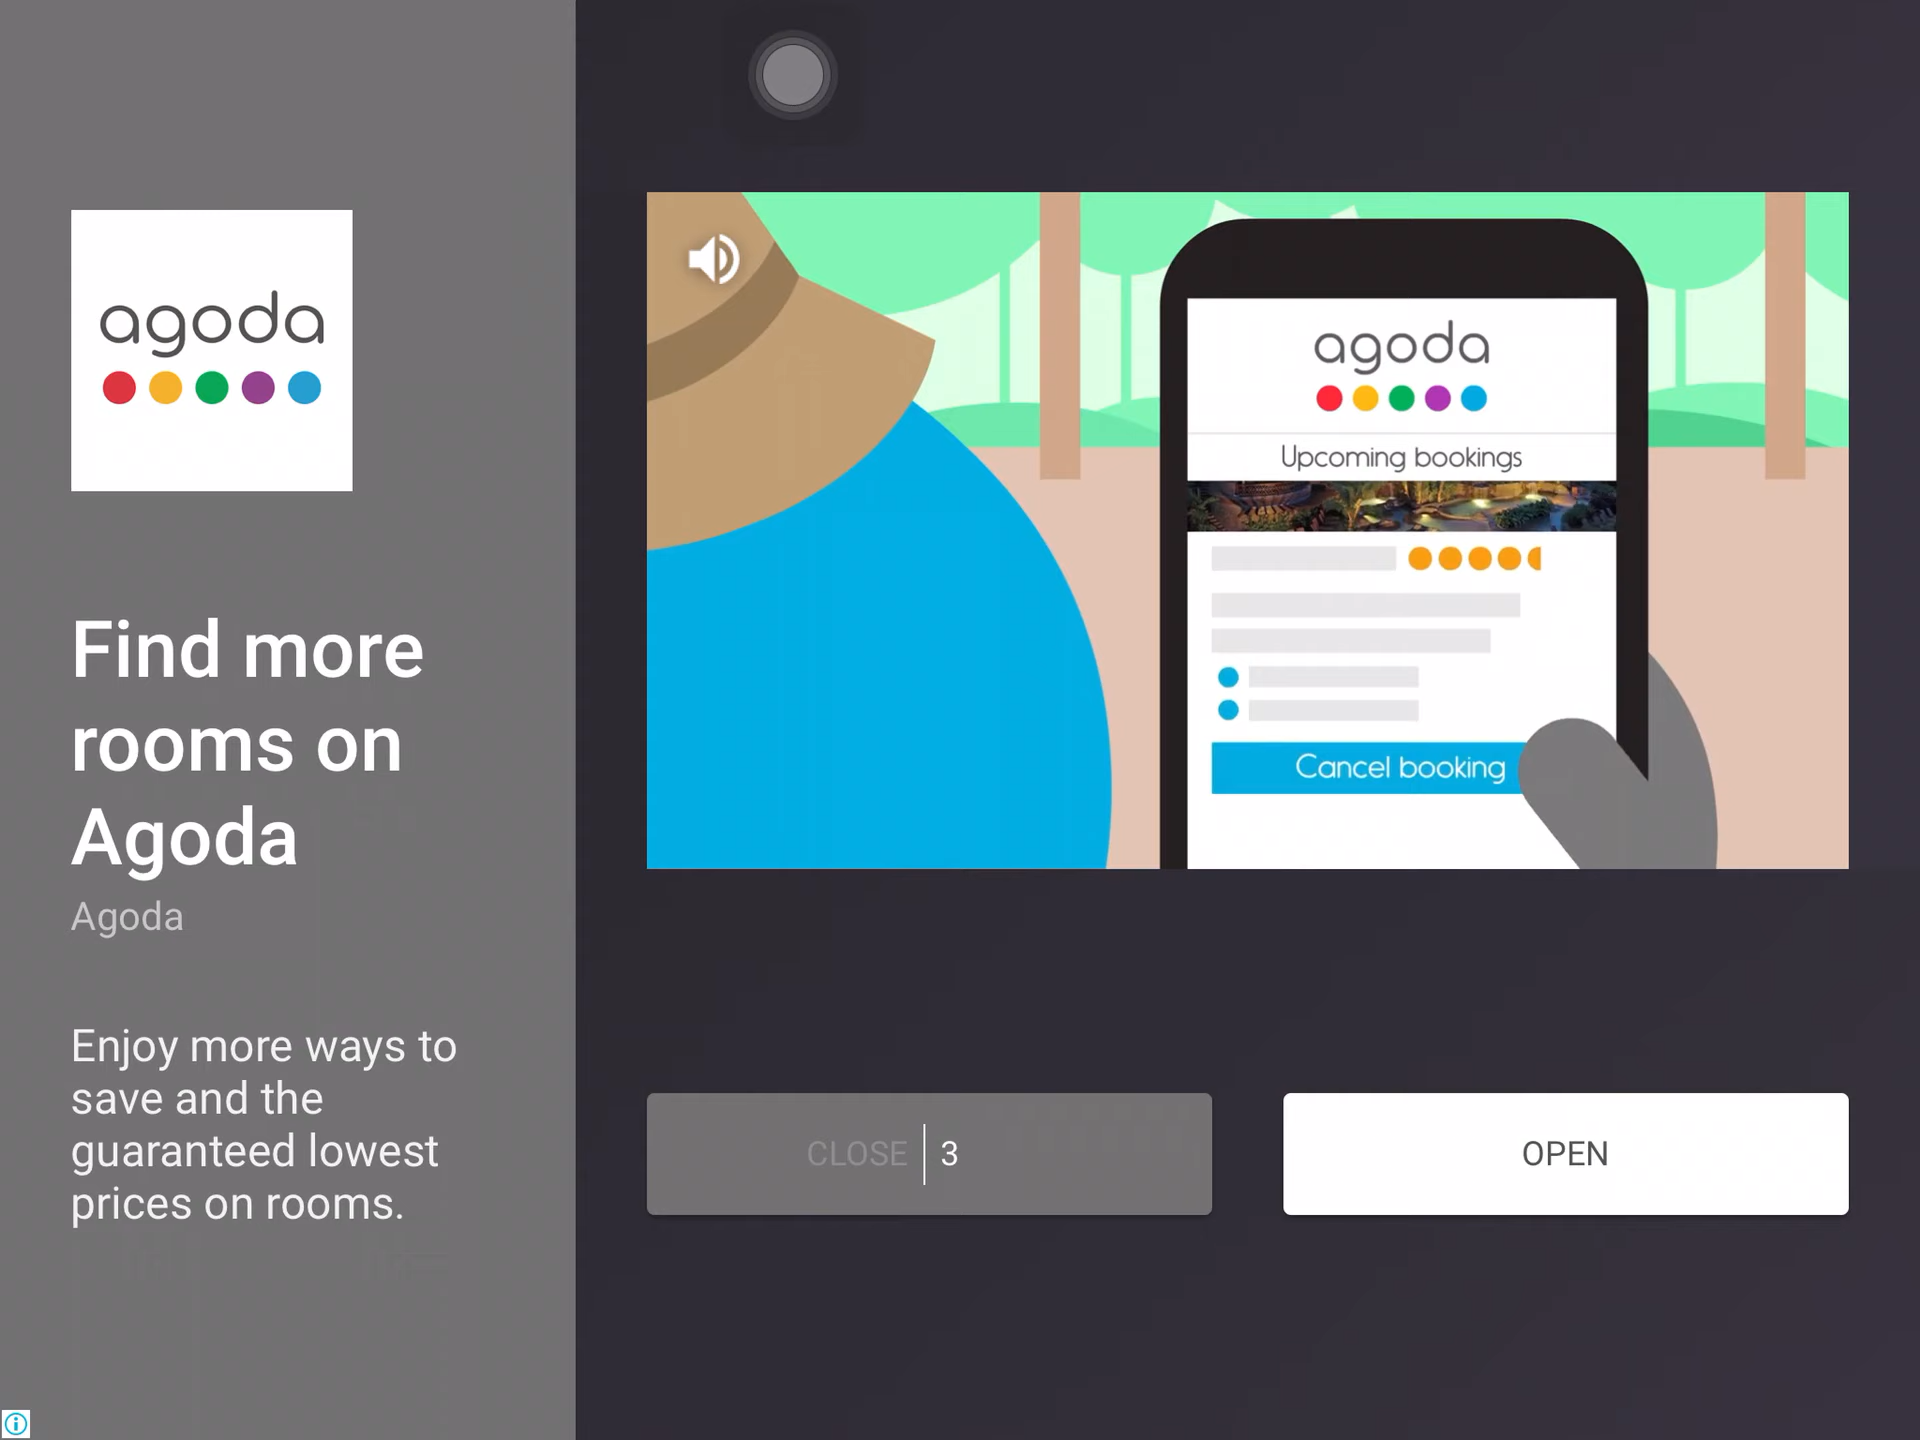 agoda
Find more
rooms on
Agoda
Agoda
Enjoy more ways to
save and the
guaranteed lowest
prices on rooms.
agoda
Upcoming bookings
Cancel booking
CLOSE | 3
OPEN